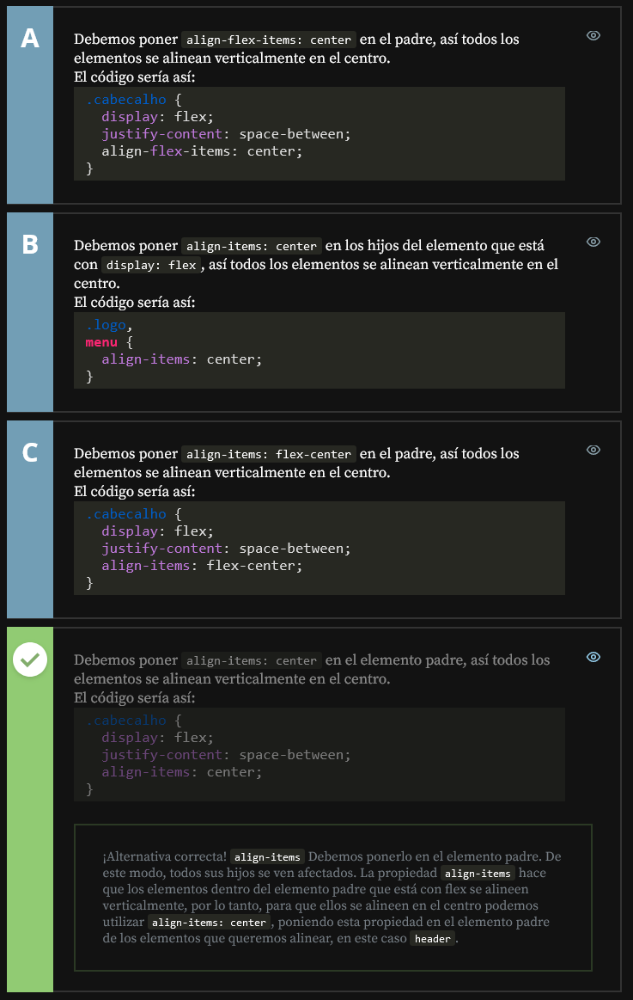 A
Debemos poner align-flex-items: center en el padre, así todos los
elementos se alinean verticalmente en el centro.
El código sería así:
.cabecalho {
  display: flex;
  justify-content: space-between;
  align-flex-items: center;
}
B
Debemos poner align-items: center en los hijos del elemento que está
con display: flex, así todos los elementos se alinean verticalmente en el
centro.
El código sería así:
.logo,
menu {
  align-items: center;
}
C
Debemos poner align-items: flex-center en el padre, así todos los
elementos se alinean verticalmente en el centro.
El código sería así:
.cabecalho {
  display: flex;
  justify-content: space-between;
  align-items: flex-center;
}
Debemos poner align-items: center en el elemento padre, así todos los
elementos se alinean verticalmente en el centro.
El código sería así:
.cabecalho {
  display: flex;
  justify-content: space-between;
  align-items: center;
}
¡Alternativa correcta! align-items Debemos ponerlo en el elemento padre. De
este modo, todos sus hijos se ven afectados. La propiedad align-items hace
que los elementos dentro del elemento padre que está con flex se alineen
verticalmente, por lo tanto, para que ellos se alineen en el centro podemos
utilizar align-items: center, poniendo esta propiedad en el elemento padre
de los elementos que queremos alinear, en este caso header.